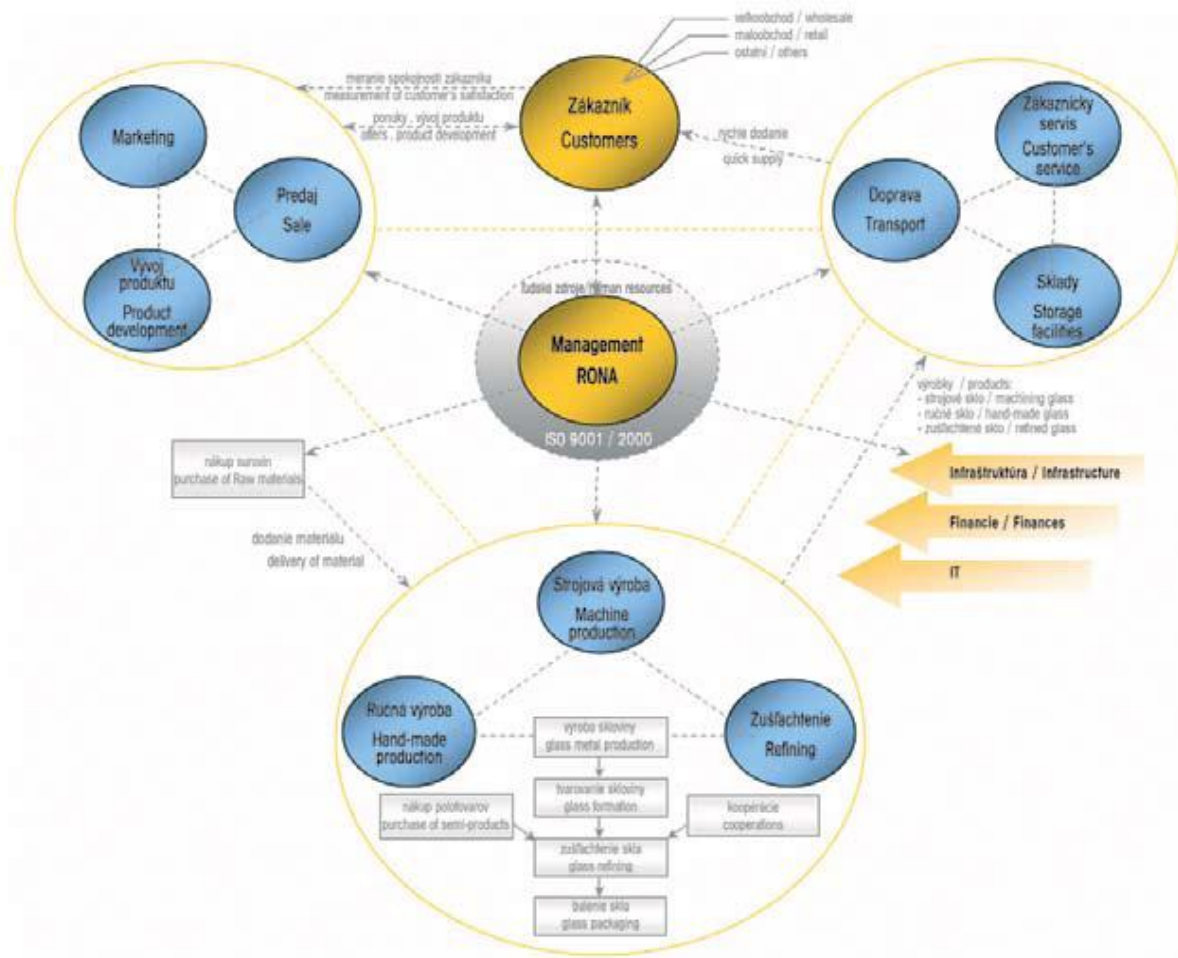 veľkoobchod / wholesale
maloobchod / retail
ostatní / others
meranie spokojnosti zákazníka
measurement of customer's satisfaction
ponuky . vývoj produktu
offers . product development
Zákazník
Customers
rýchle dodanie
quick supply
Marketing
Predaj
Sale
Vývoj
produktu
Product
development
Zákaznícky
servis
Customer's
service
Doprava
Transport
Sklady
Storage
facilities
ľudské zdroje/human resources
Management
RONA
ISO 9001 / 2000
výrobky / products:
- strojové sklo / machining glass
- ručné sklo / hand-made glass
- zušľachtené sklo / refined glass
nákup surovín
purchase of Raw materials
dodanie materiálu
delivery of material
Infraštruktúra / Infrastructure
Financie / Finances
IT
Strojová výroba
Machine
production
Ručná výroba
Hand-made
production
Zušľachtenie
Refining
výroba skloviny
glass metal production
tvarovanie skloviny
glass formation
nákup polotovarov
purchase of semi-products
kooperácie
cooperations
zušľachtenie skla
glass refining
balenie skla
glass packaging